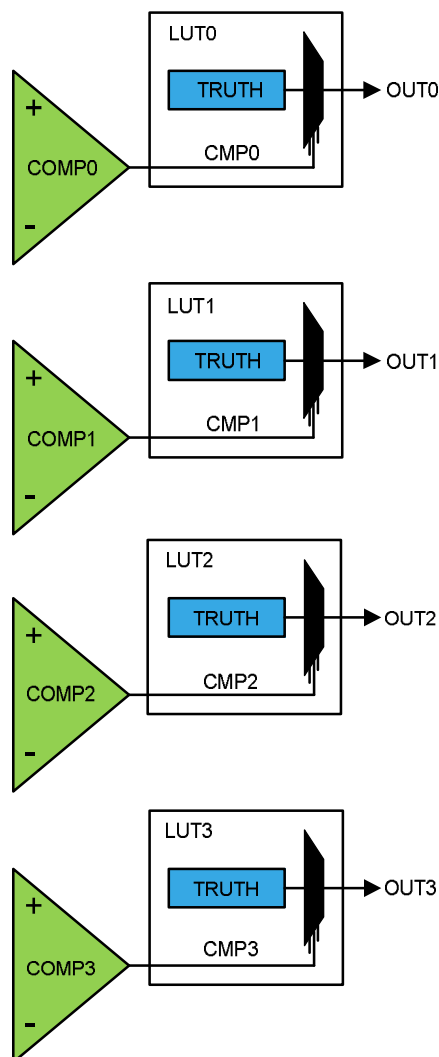 LUT0
+
TRUTH
OUT0
COMP0
CMP0
-
LUT1
+
TRUTH
OUT1
COMP1
CMP1
-
LUT2
+
TRUTH
OUT2
COMP2
CMP2
-
LUT3
+
TRUTH
OUT3
COMP3
CMP3
-